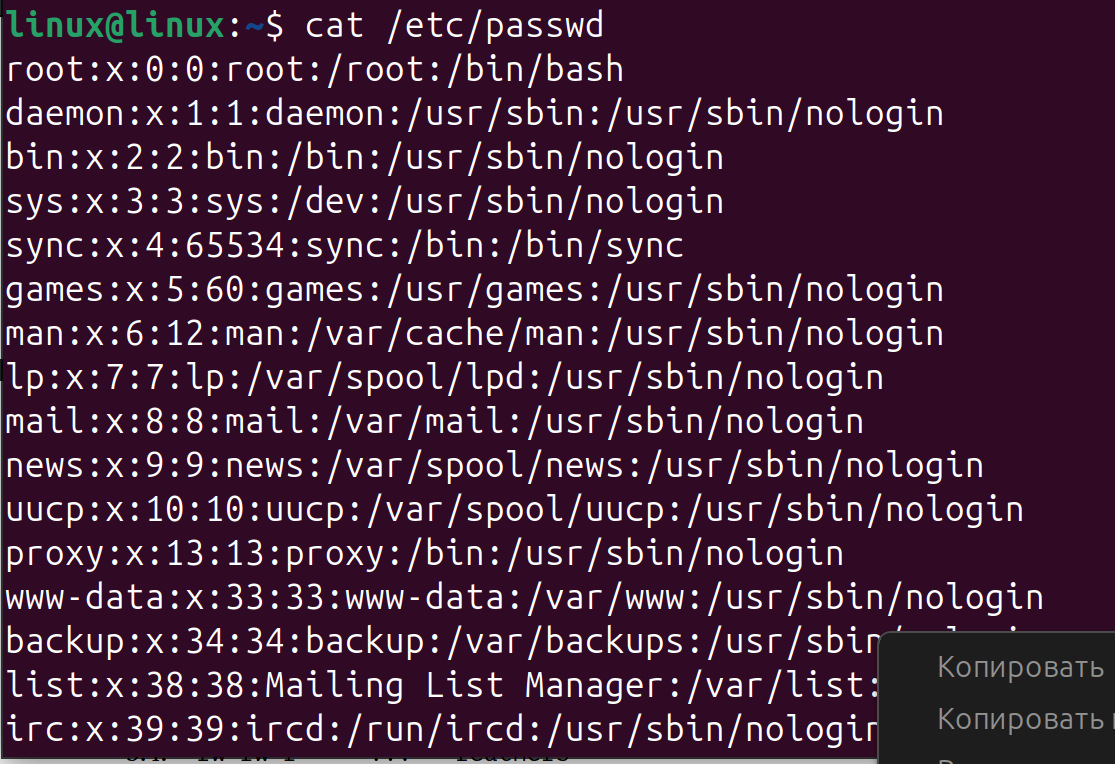 linux@linux:~$ cat /etc/passwd
root:x:0:0:root:/root:/bin/bash
daemon:x:1:1:daemon:/usr/sbin:/usr/sbin/nologin
bin:x:2:2:bin:/bin:/usr/sbin/nologin
sys:x:3:3:sys:/dev:/usr/sbin/nologin
sync:x:4:65534:sync:/bin:/bin/sync
games:x:5:60:games:/usr/games:/usr/sbin/nologin
man:x:6:12:man:/var/cache/man:/usr/sbin/nologin
lp:x:7:7:lp:/var/spool/lpd:/usr/sbin/nologin
mail:x:8:8:mail:/var/mail:/usr/sbin/nologin
news:x:9:9:news:/var/spool/news:/usr/sbin/nologin
uucp:x:10:10:uucp:/var/spool/uucp:/usr/sbin/nologin
proxy:x:13:13:proxy:/bin:/usr/sbin/nologin
www-data:x:33:33:www-data:/var/www:/usr/sbin/nologin
backup:x:34:34:backup:/var/backups:/usr/sbin/nologin
list:x:38:38:Mailing List Manager:/var/list:
irc:x:39:39:ircd:/run/ircd:/usr/sbin/nologin
Копировать
Копировать